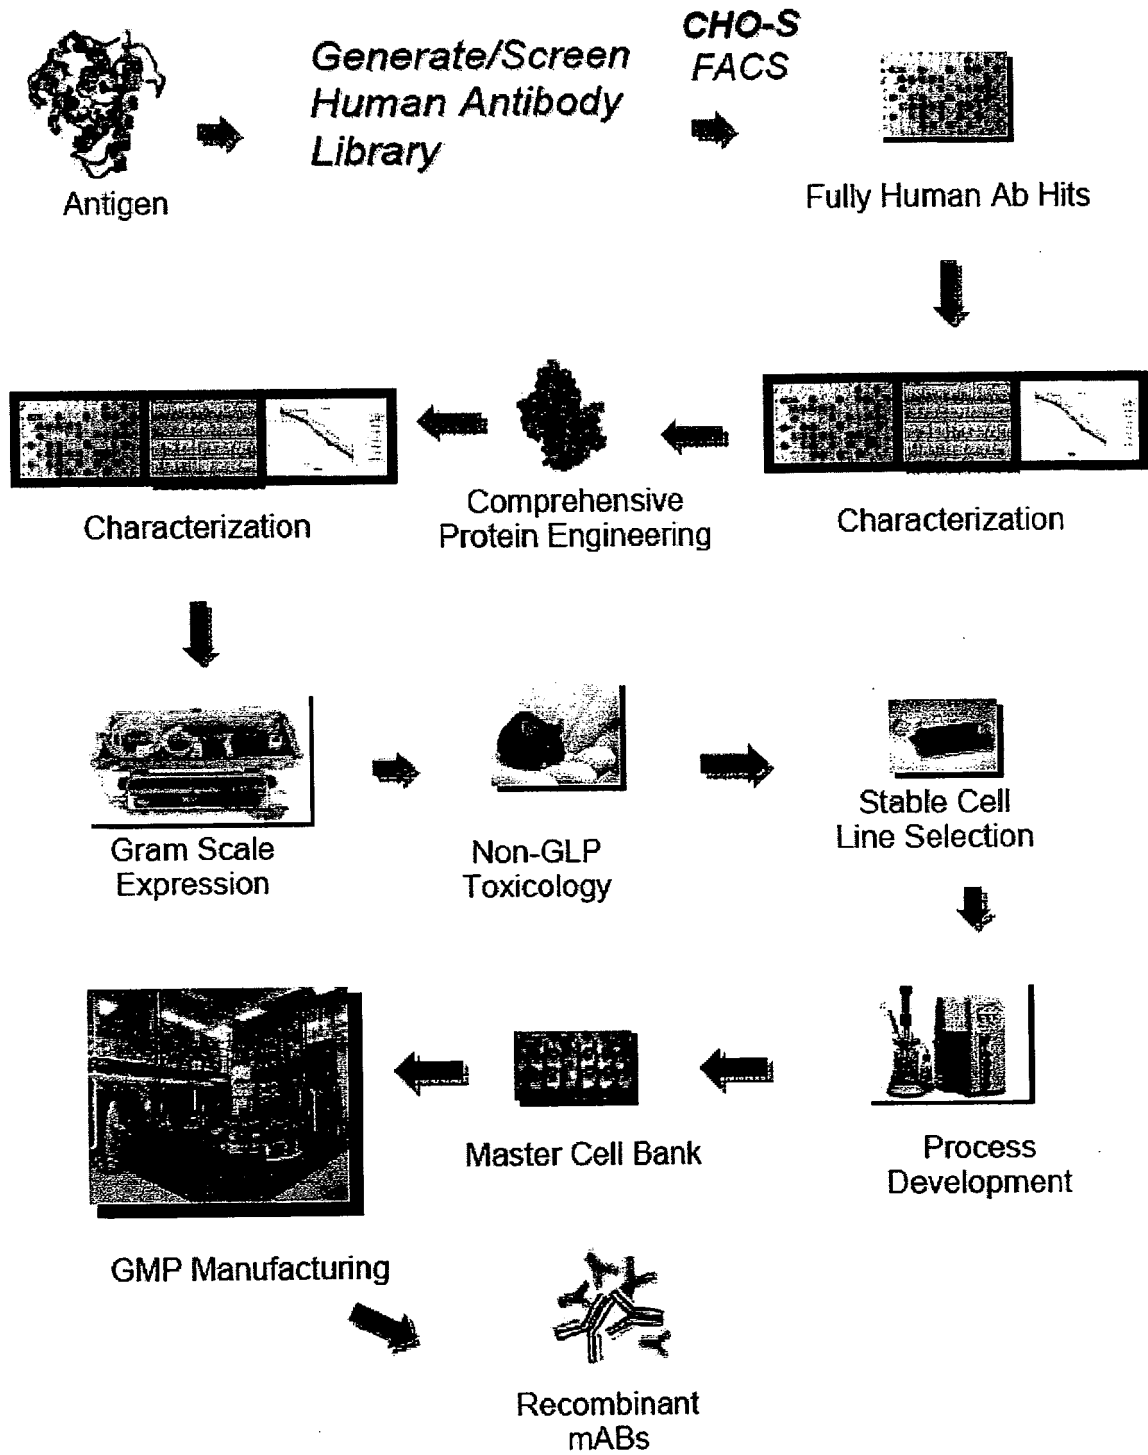 Generate/Screen
Human Antibody
Library
CHO-S
FACS
Antigen
Fully Human Ab Hits
Characterization
Comprehensive
Protein Engineering
Characterization
Gram Scale
Expression
Non-GLP
Toxicology
Stable Cell
Line Selection
GMP Manufacturing
Master Cell Bank
Process
Development
Recombinant
mABs